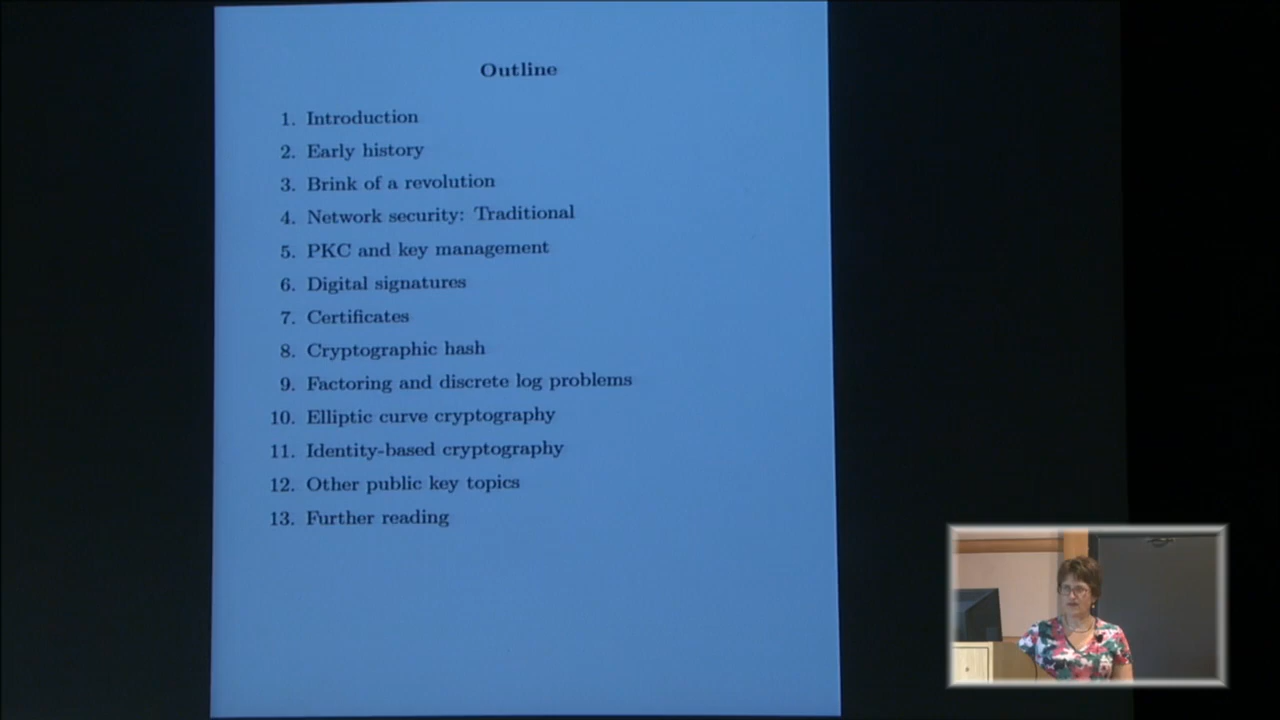 Outline
1. Introduction
2. Early history
3. Brink of a revolution
4. Network security: Traditional
5. PKC and key management
6. Digital signatures
7. Certificates
8. Cryptographic hash
9. Factoring and discrete log problems
10. Elliptic curve cryptography
11. Identity-based cryptography
12. Other public key topics
13. Further reading